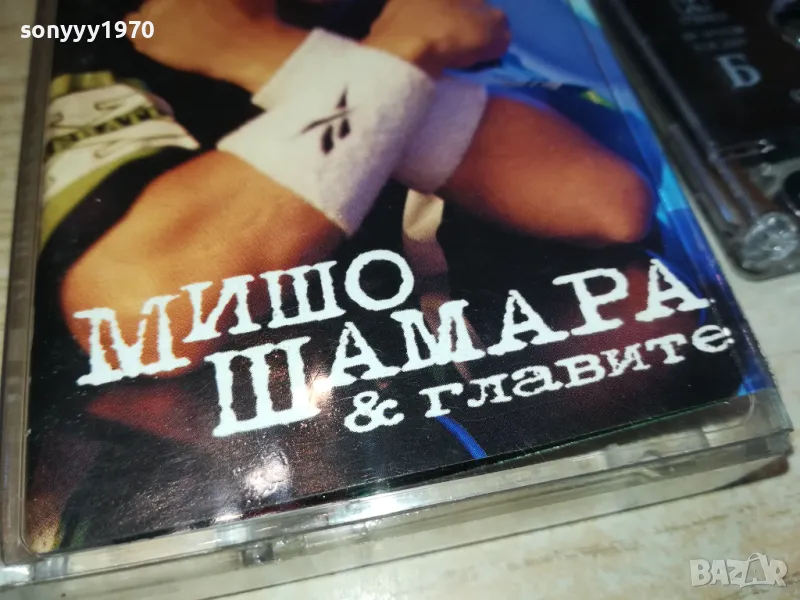 sonyyy1970
Б
МИШО
ШАМАРА
& главите
BAZAR